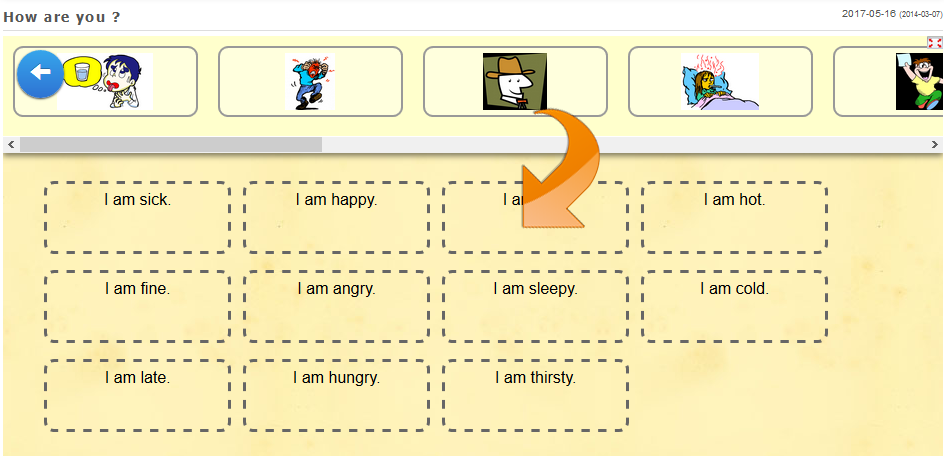 How are you ?
2017-05-16 (2014-03-07)
I am sick.
I am happy.
I a
I am hot.
I am fine.
I am angry.
I am sleepy.
I am cold.
I am late.
I am hungry.
I am thirsty.